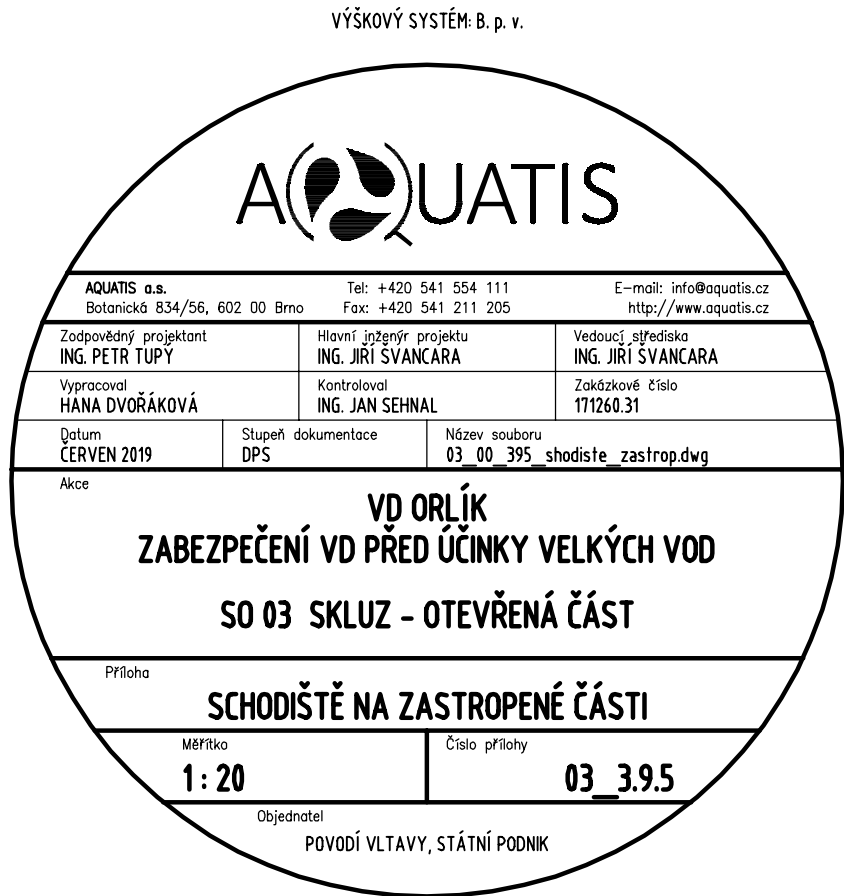 VÝŠKOVÝ SYSTÉM: B. p. v.
AQUATIS
AQUATIS a.s. Tel: +420 541 554 111 E-mail: info@aquatis.cz
Botanická 834/56, 602 00 Brno Fax: +420 541 211 205 http://www.aquatis.cz
Zodpovědný projektant Hlavní inženýr projektu Vedoucí střediska
ING. PETR TUPÝ ING. JIŘÍ ŠVANCARA ING. JIŘÍ ŠVANCARA
Vypracoval Kontroloval Zakázkové číslo
HANA DVOŘÁKOVÁ ING. JAN SEHNAL 171260.31
Datum Stupeň dokumentace Název souboru
ČERVEN 2019 DPS 03_00_395_shodiste_zastrop.dwg
Akce
VD ORLÍK
ZABEZPEČENÍ VD PŘED ÚČINKY VELKÝCH VOD
SO 03 SKLUZ - OTEVŘENÁ ČÁST
Příloha
SCHODIŠTĚ NA ZASTROPENÉ ČÁSTI
Měřítko Číslo přílohy
1 : 20 03_3.9.5
Objednatel
POVODÍ VLTAVY, STÁTNÍ PODNIK